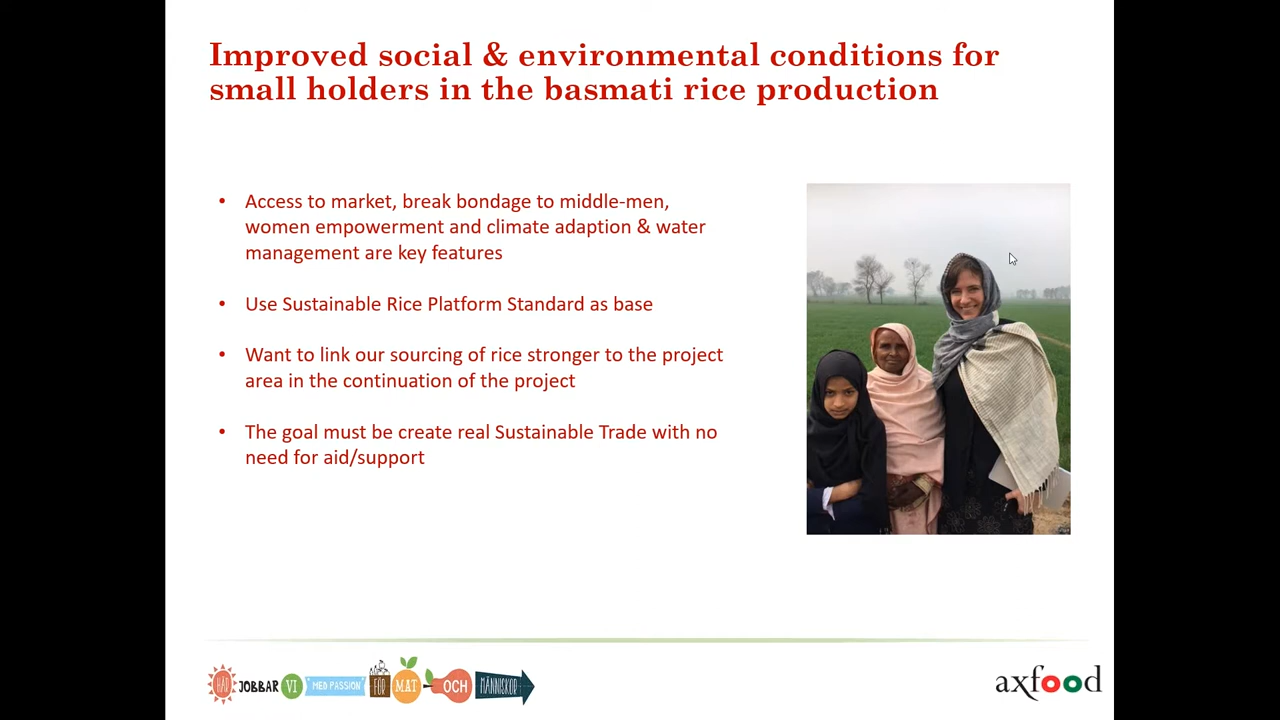 Improved social & environmental conditions for
small holders in the basmati rice production
• Access to market, break bondage to middle-men,
women empowerment and climate adaption & water
management are key features
• Use Sustainable Rice Platform Standard as base
• Want to link our sourcing of rice stronger to the project
area in the continuation of the project
• The goal must be create real Sustainable Trade with no
need for aid/support
HÄR JOBBAR VI MED PASSION FÖR MAT OCH MÄNNISKOR
axfood